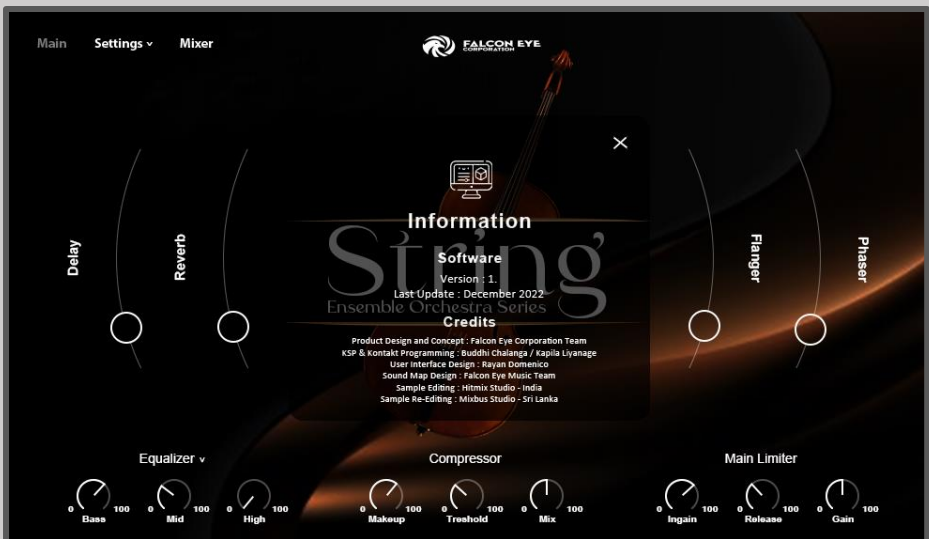 Main Settings Mixer
FALCON EYE
CORPORATION
Information
String
Ensemble Orchestra Series
Software
Version : 1.
Last Update : December 2022
Credits
Product Design and Concept : Falcon Eye Corporation Team
KSP & Kontakt Programming : Buddhi Chalanga / Kapila Liyanage
User Interface Design : Rayan Domenico
Sound Map Design : Falcon Eye Music Team
Sample Editing : Hitmix Studio - India
Sample Re-Editing : Mixbus Studio - Sri Lanka
Delay
Reverb
Flanger
Phaser
Equalizer
0 100
Bass
0 100
Mid
0 100
High
Compressor
0 100
Makeup
0 100
Treshold
0 100
Mix
Main Limiter
0 100
Ingain
0 100
Release
0 100
Gain